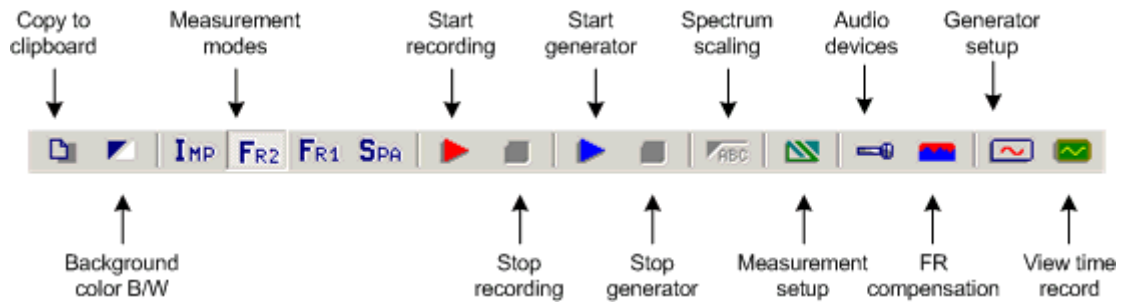 Copy to
clipboard
Measurement
modes
Start
recording
Start
generator
Spectrum
scaling
Audio
devices
Generator
setup
IMP FR2 FR1 SPA ABC
Background
color B/W
Stop
recording
Stop
generator
Measurement
setup
FR
compensation
View time
record